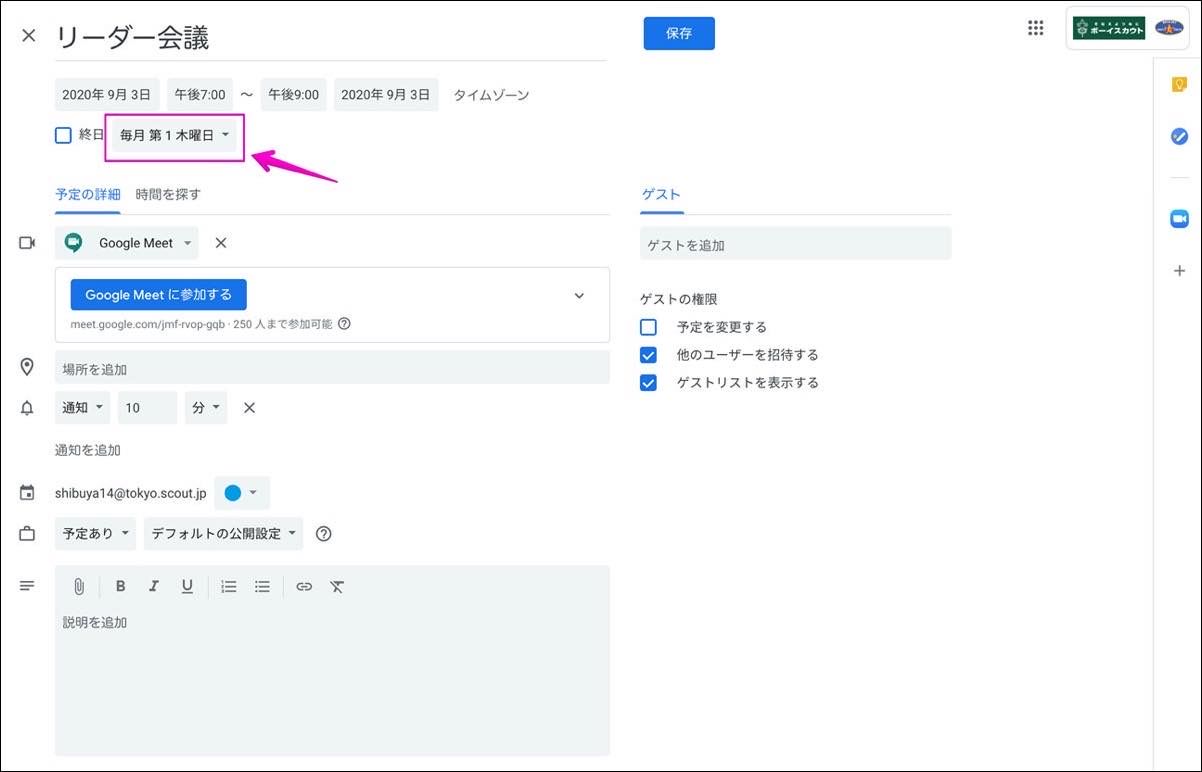 リーダー会議
保存
ボーイスカウト
2020年 9月 3日 午後7:00 ～ 午後9:00 2020年 9月 3日 タイムゾーン
終日 毎月 第 1 木曜日
予定の詳細 時間を探す
ゲスト
Google Meet
ゲストを追加
Google Meet に参加する
meet.google.com/jmf-rvop-gqb · 250 人まで参加可能
ゲストの権限
予定を変更する
他のユーザーを招待する
ゲストリストを表示する
場所を追加
通知 10 分
通知を追加
shibuya14@tokyo.scout.jp
予定あり デフォルトの公開設定
B I U
説明を追加